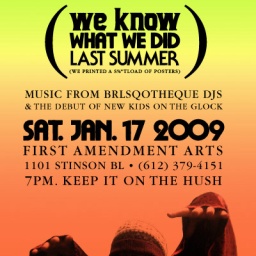 we know
WHAT WE DID
LAST SUMMER
(WE PRINTED A S%*TLOAD OF POSTERS)
MUSIC FROM BRLSQOTHEQUE DJS
& THE DEBUT OF NEW KIDS ON THE GLOCK
SAT. JAN. 17 2009
FIRST AMENDMENT ARTS
1101 STINSON BL • (612) 379-4151
7PM. KEEP IT ON THE HUSH